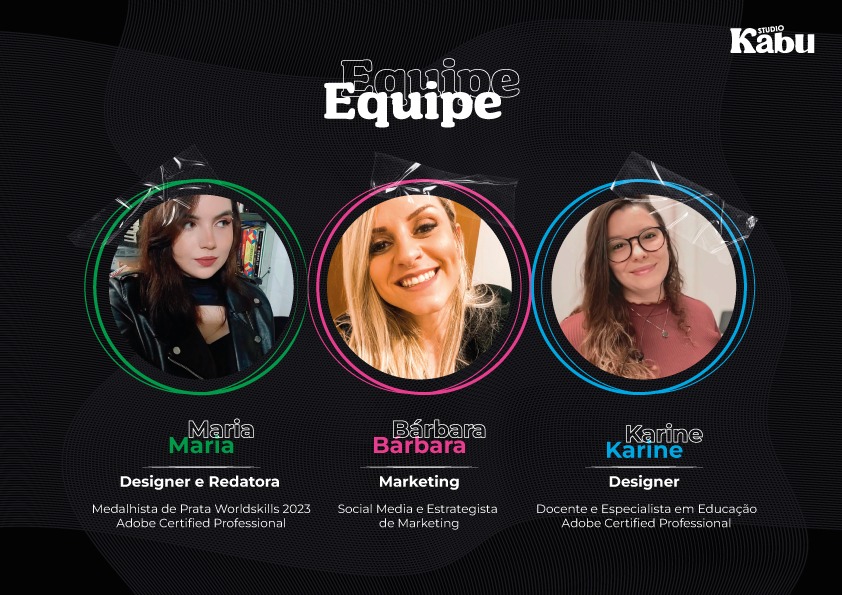 STUDIO
Kabu
Equipe
Equipe
Maria
Maria
Designer e Redatora
Medalhista de Prata Worldskills 2023
Adobe Certified Professional
Bárbara
Bárbara
Marketing
Social Media e Estrategista
de Marketing
Karine
Karine
Designer
Docente e Especialista em Educação
Adobe Certified Professional